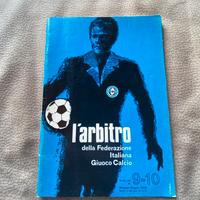 l'arbitro
della Federazione
Italiana
Giuoco Calcio
9-10